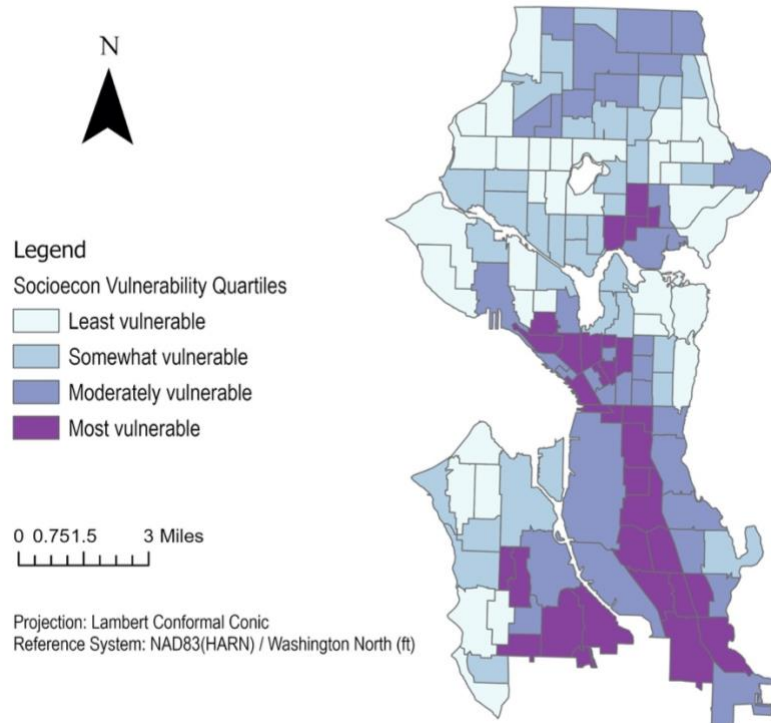 N
Legend
Socioecon Vulnerability Quartiles
Least vulnerable
Somewhat vulnerable
Moderately vulnerable
Most vulnerable
0 0.751.5 3 Miles
Projection: Lambert Conformal Conic
Reference System: NAD83(HARN) / Washington North (ft)